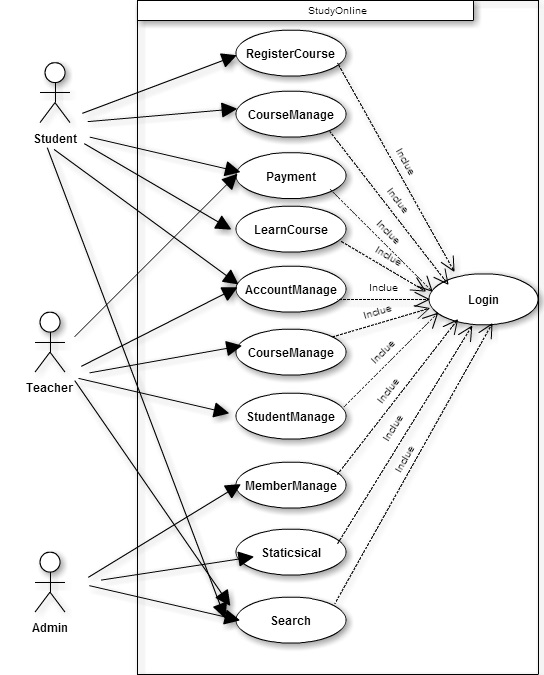 StudyOnline
RegisterCourse
CourseManage
Student
Inclue
Inclue
Payment
LearnCourse
Inclue
Inclue
AccountManage
Inclue
Login
Inclue
Teacher
CourseManage
Inclue
StudentManage
Inclue
Inclue
Inclue
MemberManage
Staticsical
Admin
Search